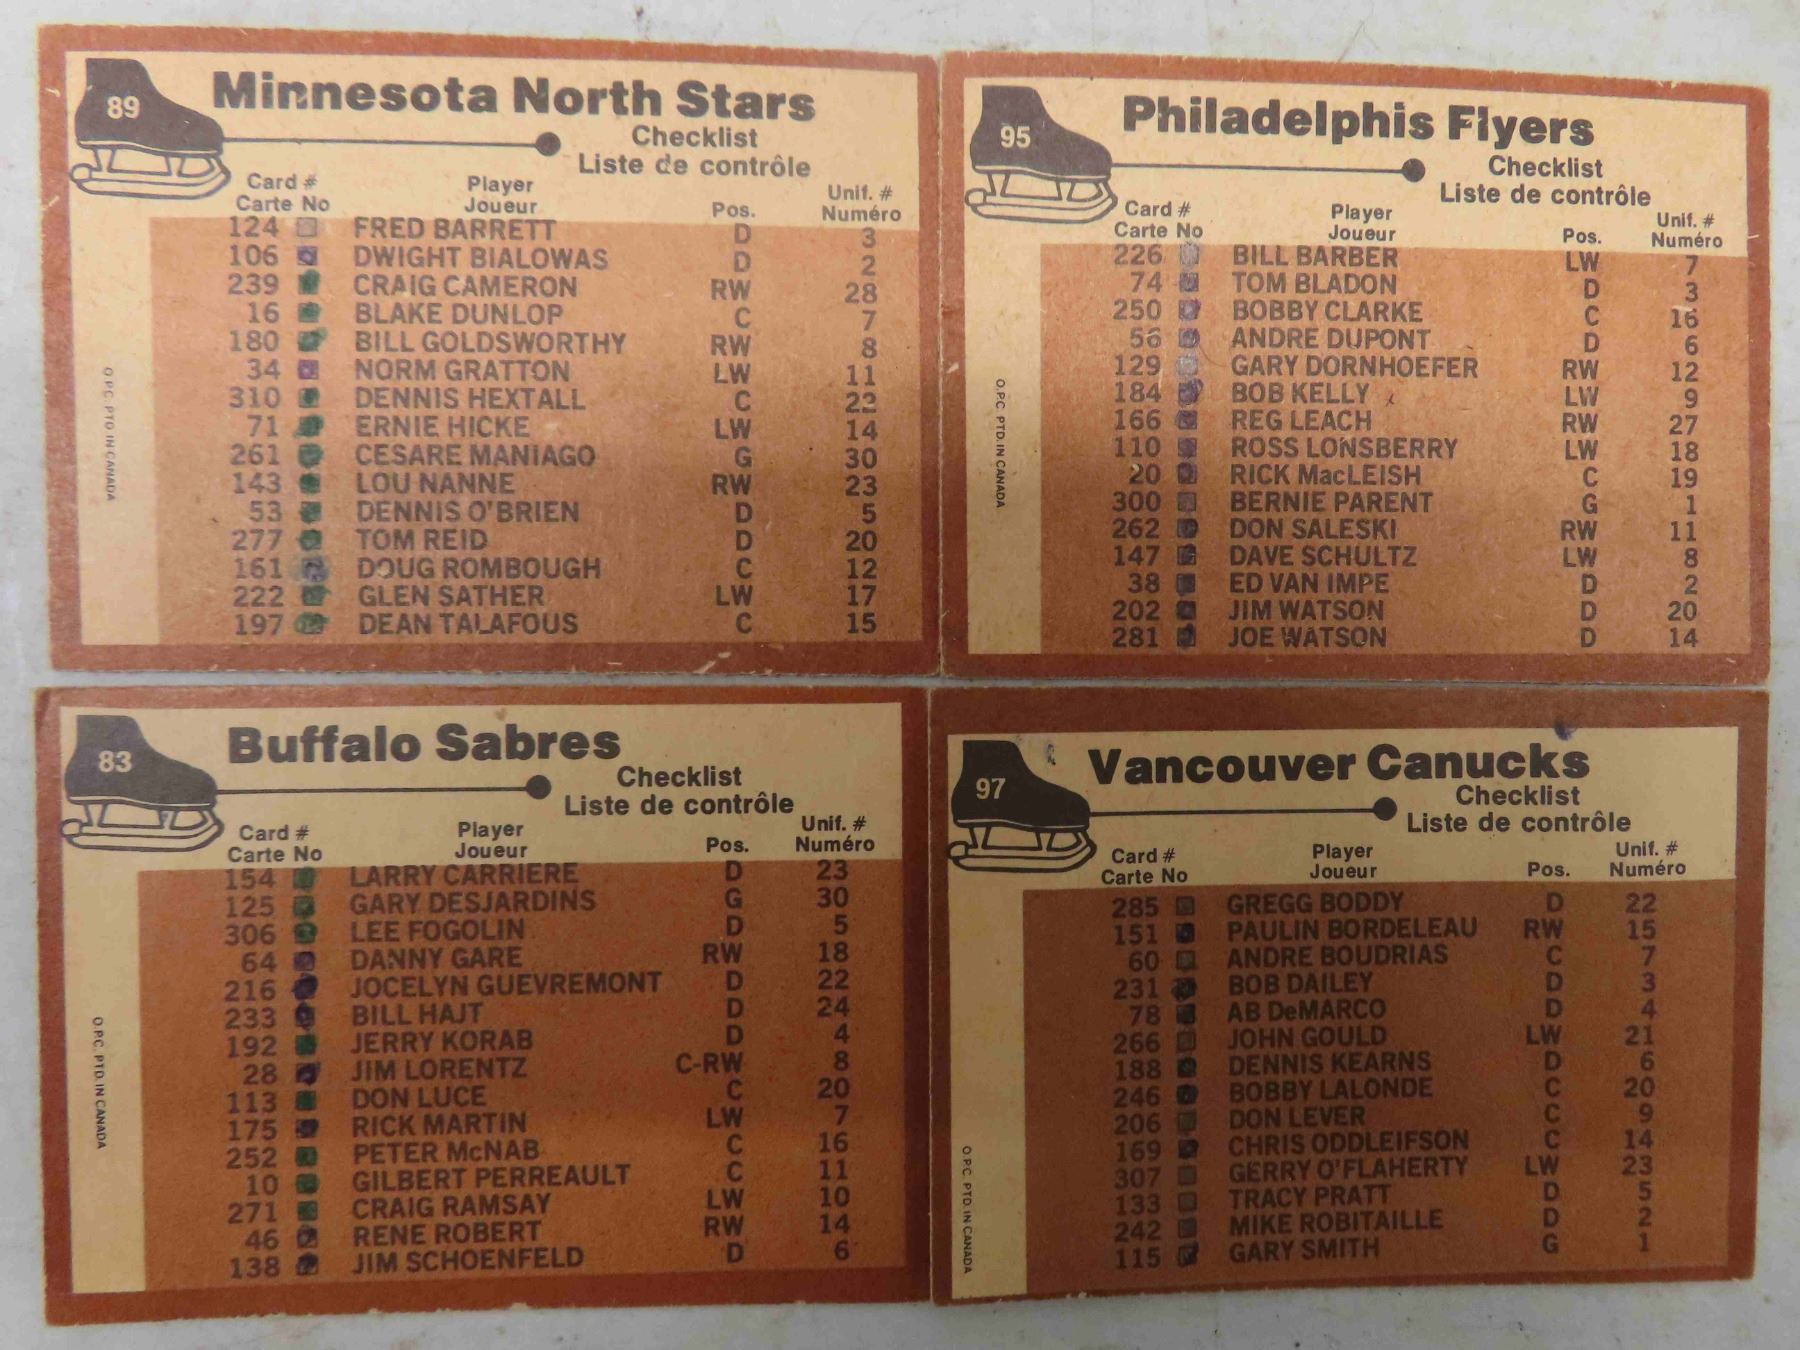 89
Minnesota North Stars
Checklist
Liste de contrôle
Card # Player Unif. #
Carte No Joueur Pos. Numéro
124 FRED BARRETT D 3
106 DWIGHT BIALOWAS D 2
239 CRAIG CAMERON RW 28
16 BLAKE DUNLOP C 7
180 BILL GOLDSWORTHY RW 8
34 NORM GRATTON LW 11
310 DENNIS HEXTALL C 22
71 ERNIE HICKE LW 14
261 CESARE MANIAGO G 30
143 LOU NANNE RW 23
53 DENNIS O'BRIEN D 5
277 TOM REID D 20
161 DOUG ROMBOUGH C 12
222 GLEN SATHER LW 17
197 DEAN TALAFOUS C 15
O.P.C. PTD. IN CANADA
95
Philadelphis Flyers
Checklist
Liste de contrôle
Card # Player Unif. #
Carte No Joueur Pos. Numéro
226 BILL BARBER LW 7
74 TOM BLADON D 3
250 BOBBY CLARKE C 16
56 ANDRE DUPONT D 6
129 GARY DORNHOEFER RW 12
184 BOB KELLY LW 9
166 REG LEACH RW 27
110 ROSS LONSBERRY LW 18
20 RICK MacLEISH C 19
300 BERNIE PARENT G 1
262 DON SALESKI RW 11
147 DAVE SCHULTZ LW 8
38 ED VAN IMPE D 2
202 JIM WATSON D 20
281 JOE WATSON D 14
O.P.C. PTD. IN CANADA
83
Buffalo Sabres
Checklist
Liste de contrôle
Card # Player Unif. #
Carte No Joueur Pos. Numéro
154 LARRY CARRIERE D 23
125 GARY DESJARDINS G 30
306 LEE FOGOLIN D 5
64 DANNY GARE RW 18
216 JOCELYN GUEVREMONT D 22
233 BILL HAJT D 24
192 JERRY KORAB D 4
28 JIM LORENTZ C-RW 8
113 DON LUCE C 20
175 RICK MARTIN LW 7
252 PETER McNAB C 16
10 GILBERT PERREAULT C 11
271 CRAIG RAMSAY LW 10
46 RENE ROBERT RW 14
138 JIM SCHOENFELD D 6
O.P.C. PTD. IN CANADA
97
Vancouver Canucks
Checklist
Liste de contrôle
Card # Player Unif. #
Carte No Joueur Pos. Numéro
285 GREGG BODDY D 22
151 PAULIN BORDELEAU RW 15
60 ANDRE BOUDRIAS C 7
231 BOB DAILEY D 3
78 AB DeMARCO D 4
266 JOHN GOULD LW 21
188 DENNIS KEARNS D 6
246 BOBBY LALONDE C 20
206 DON LEVER C 9
169 CHRIS ODDLEIFSON C 14
307 GERRY O'FLAHERTY LW 23
133 TRACY PRATT D 5
242 MIKE ROBITAILLE D 2
115 GARY SMITH G 1
O.P.C. PTD. IN CANADA